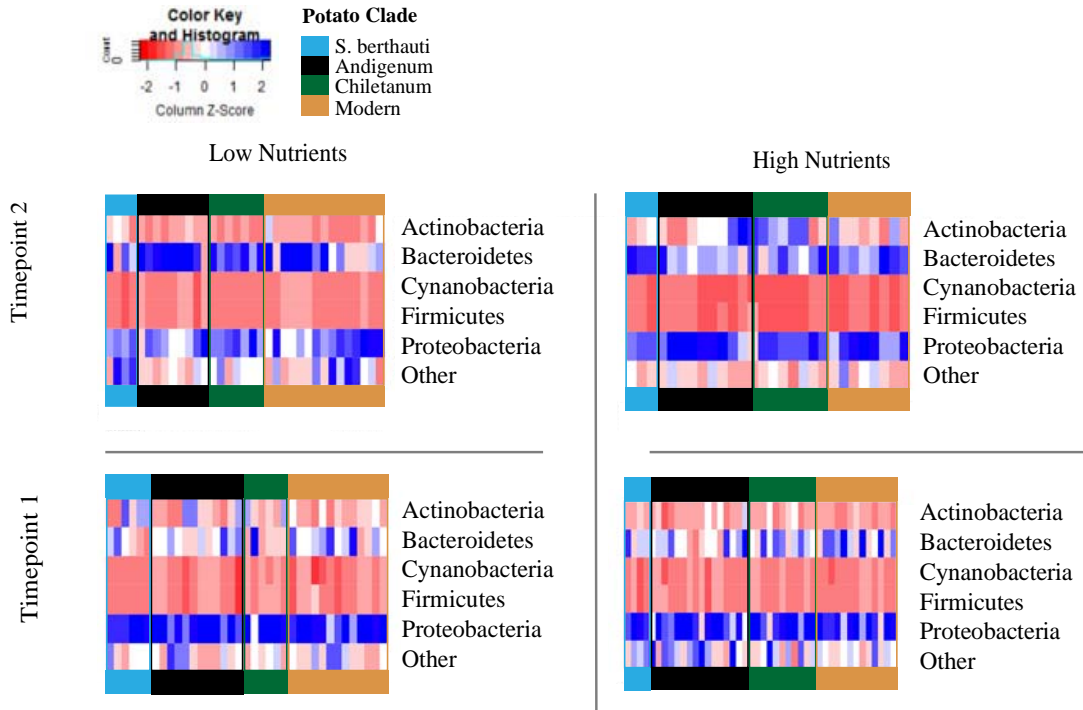 Color Key
and Histogram
Count
0
-2 -1 0 1 2
Column Z-Score
Potato Clade
S. berthauti
Andigenum
Chiletanum
Modern
Low Nutrients
High Nutrients
Timepoint 2
Actinobacteria
Bacteroidetes
Cynanobacteria
Firmicutes
Proteobacteria
Other
Actinobacteria
Bacteroidetes
Cynanobacteria
Firmicutes
Proteobacteria
Other
Timepoint 1
Actinobacteria
Bacteroidetes
Cynanobacteria
Firmicutes
Proteobacteria
Other
Actinobacteria
Bacteroidetes
Cynanobacteria
Firmicutes
Proteobacteria
Other